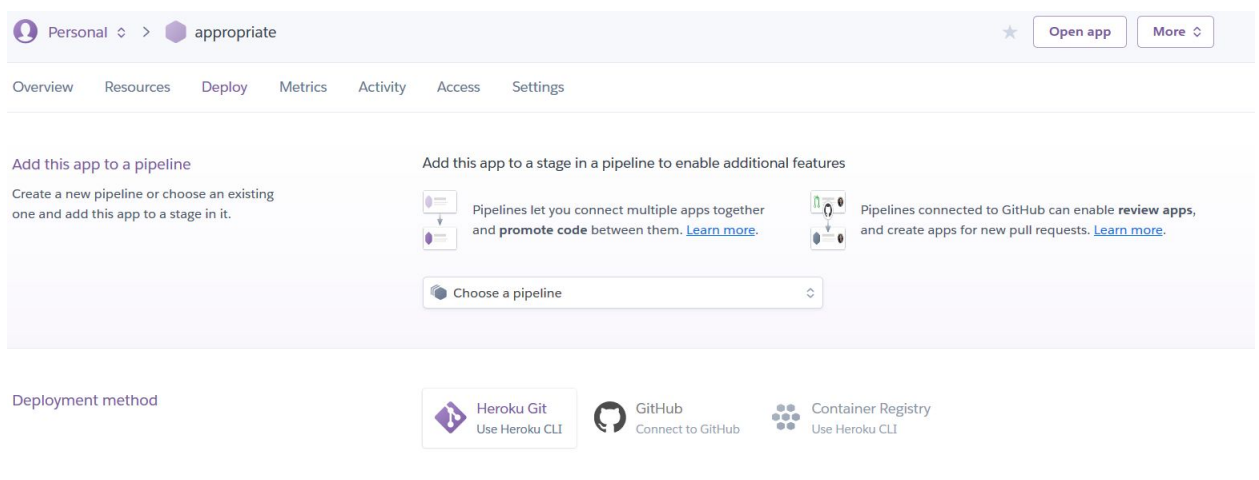 Personal > appropriate
Open app
More
Overview Resources Deploy Metrics Activity Access Settings
Add this app to a pipeline
Create a new pipeline or choose an existing
one and add this app to a stage in it.
Add this app to a stage in a pipeline to enable additional features
Pipelines let you connect multiple apps together
and promote code between them. Learn more.
Pipelines connected to GitHub can enable review apps,
and create apps for new pull requests. Learn more.
Choose a pipeline
Deployment method
Heroku Git
Use Heroku CLI
GitHub
Connect to GitHub
Container Registry
Use Heroku CLI